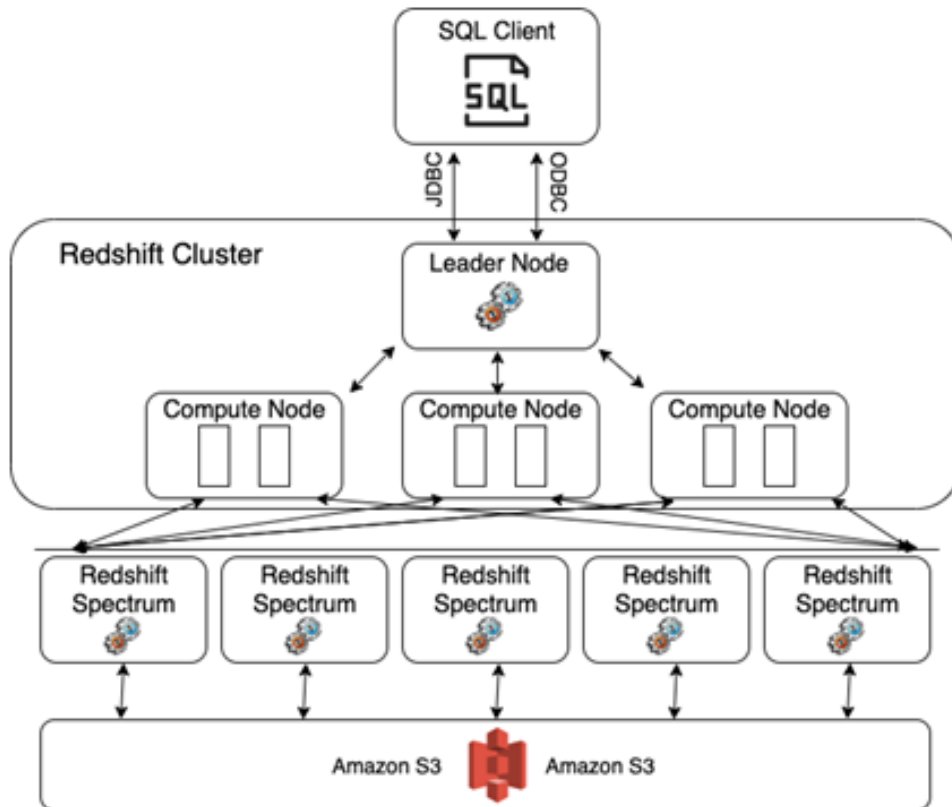 SQL Client
SQL
JDBC
ODBC
Redshift Cluster
Leader Node
Compute Node
Compute Node
Compute Node
Redshift
Spectrum
Redshift
Spectrum
Redshift
Spectrum
Redshift
Spectrum
Redshift
Spectrum
Amazon S3
Amazon S3